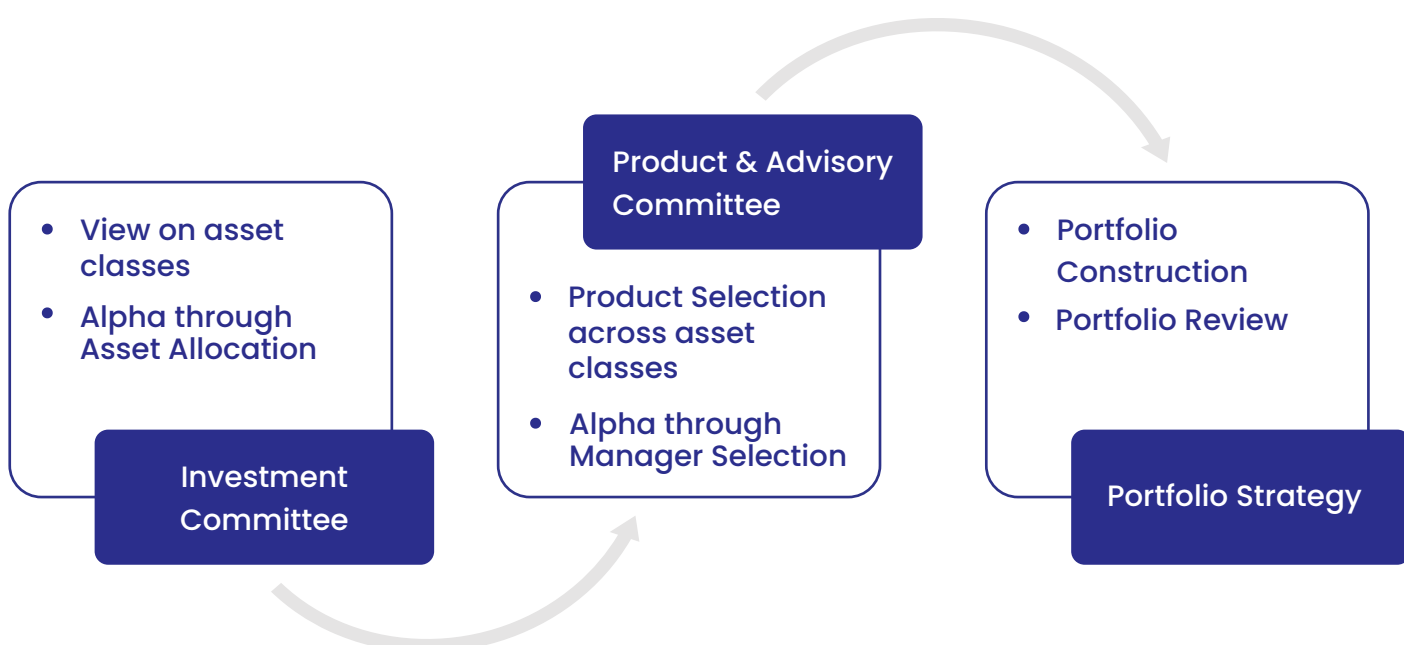 • View on asset
classes
• Alpha through
Asset Allocation
Investment
Committee
Product & Advisory
Committee
• Product Selection
across asset
classes
• Alpha through
Manager Selection
• Portfolio
Construction
• Portfolio Review
Portfolio Strategy